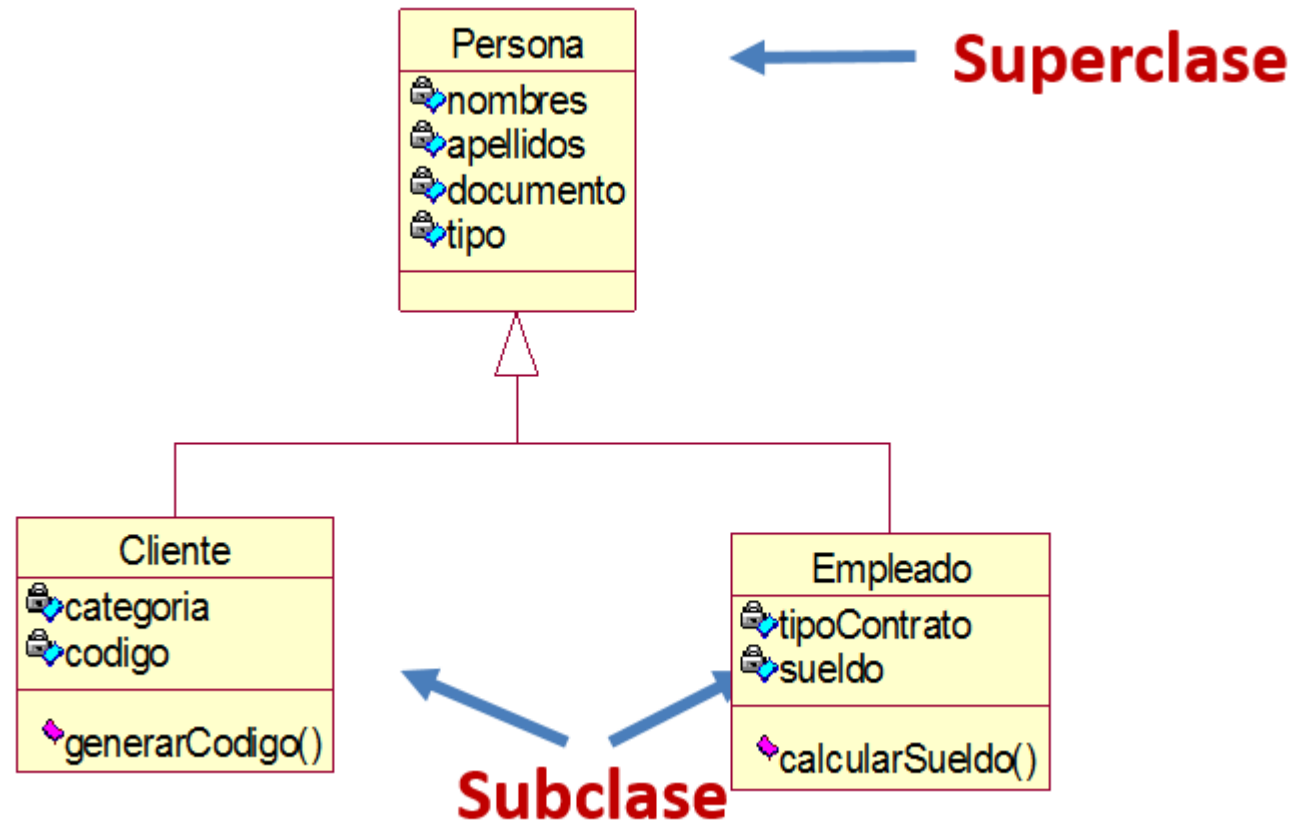 Persona
Superclase
nombres
apellidos
documento
tipo
Cliente
categoria
codigo
generarCodigo()
Empleado
tipoContrato
sueldo
calcularSueldo()
Subclase